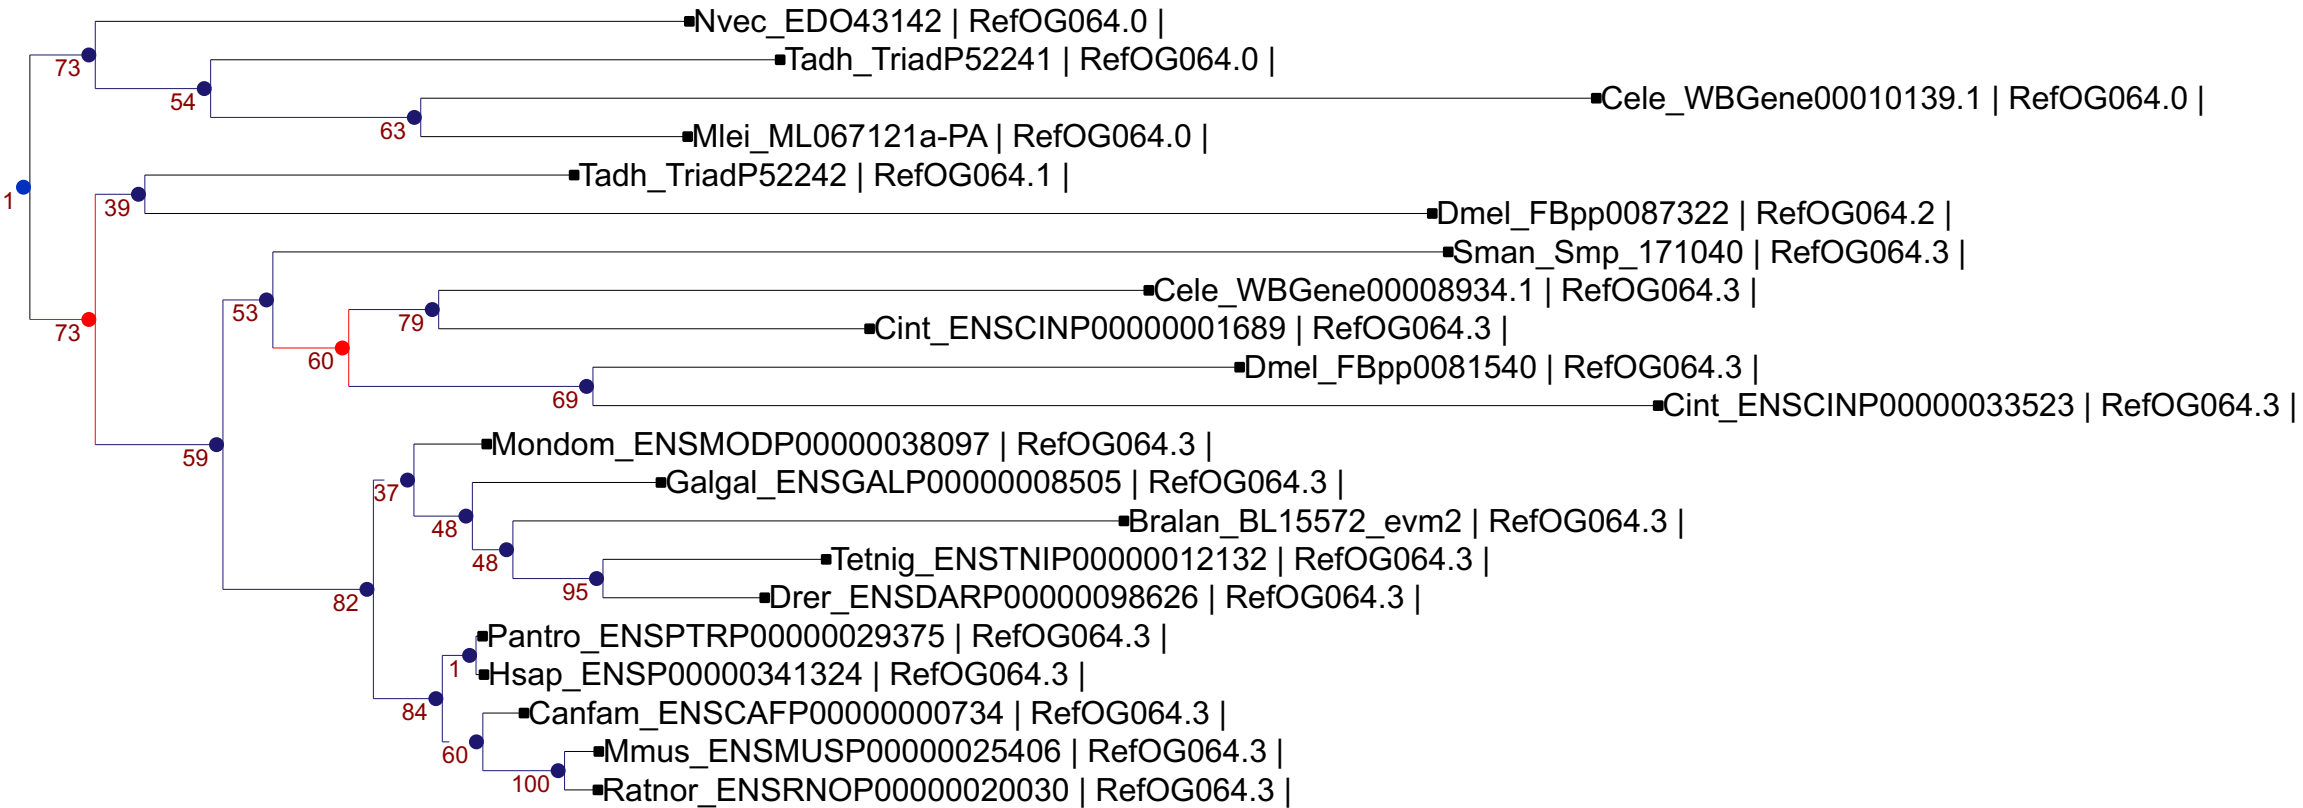 Nvec_EDO43142 | RefOG064.0 |
73
Tadh_TriadP52241 | RefOG064.0 |
54
Cele_WBGene00010139.1 | RefOG064.0 |
63
Mlei_ML067121a-PA | RefOG064.0 |
Tadh_TriadP52242 | RefOG064.1 |
1
39
Dmel_FBpp0087322 | RefOG064.2 |
Sman_Smp_171040 | RefOG064.3 |
Cele_WBGene00008934.1 | RefOG064.3 |
53
79
Cint_ENSCINP00000001689 | RefOG064.3 |
73
60
Dmel_FBpp0081540 | RefOG064.3 |
69
Cint_ENSCINP00000033523 | RefOG064.3 |
Mondom_ENSMODP00000038097 | RefOG064.3 |
59
Galgal_ENSGALP00000008505 | RefOG064.3 |
37
48
Bralan_BL15572_evm2 | RefOG064.3 |
48
Tetnig_ENSTNIP00000012132 | RefOG064.3 |
95
Drer_ENSDARP00000098626 | RefOG064.3 |
82
Pantro_ENSPTRP00000029375 | RefOG064.3 |
1
Hsap_ENSP00000341324 | RefOG064.3 |
84
Canfam_ENSCAFP00000000734 | RefOG064.3 |
60
Mmus_ENSMUSP00000025406 | RefOG064.3 |
100
Ratnor_ENSRNOP00000020030 | RefOG064.3 |